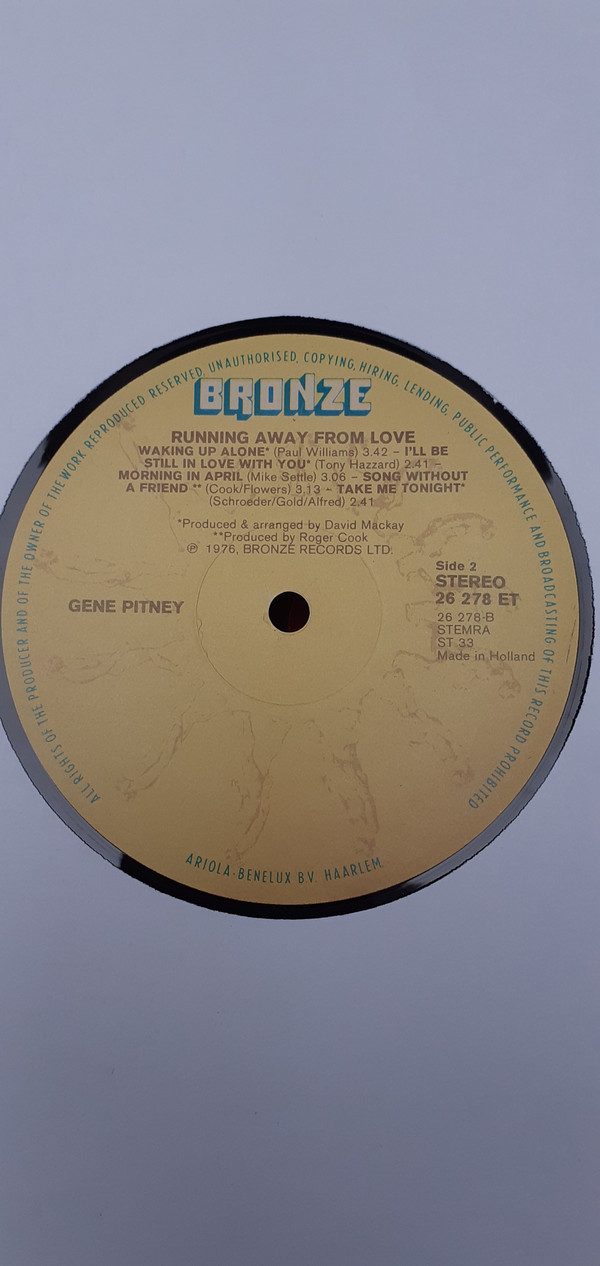 ALL RIGHTS OF THE PRODUCER AND OF THE OWNER OF THE WORK REPRODUCED RESERVED. UNAUTHORISED, COPYING, HIRING, LENDING, PUBLIC PERFORMANCE AND BROADCASTING OF THIS RECORD PROHIBITED
BRONZE
RUNNING AWAY FROM LOVE
WAKING UP ALONE* (Paul Williams) 3.42 – I'LL BE
STILL IN LOVE WITH YOU* (Tony Hazzard) 2.41 –
MORNING IN APRIL (Mike Settle) 3.06 – SONG WITHOUT
A FRIEND ** (Cook/Flowers) 3.13 – TAKE ME TONIGHT*
(Schroeder/Gold/Alfred) 2.41
*Produced & arranged by David Mackay
**Produced by Roger Cook
℗ 1976, BRONZE RECORDS LTD.
GENE PITNEY
Side 2
STEREO
26 278 ET
26 278-B
STEMRA
ST 33
Made in Holland
ARIOLA-BENELUX B.V. HAARLEM.